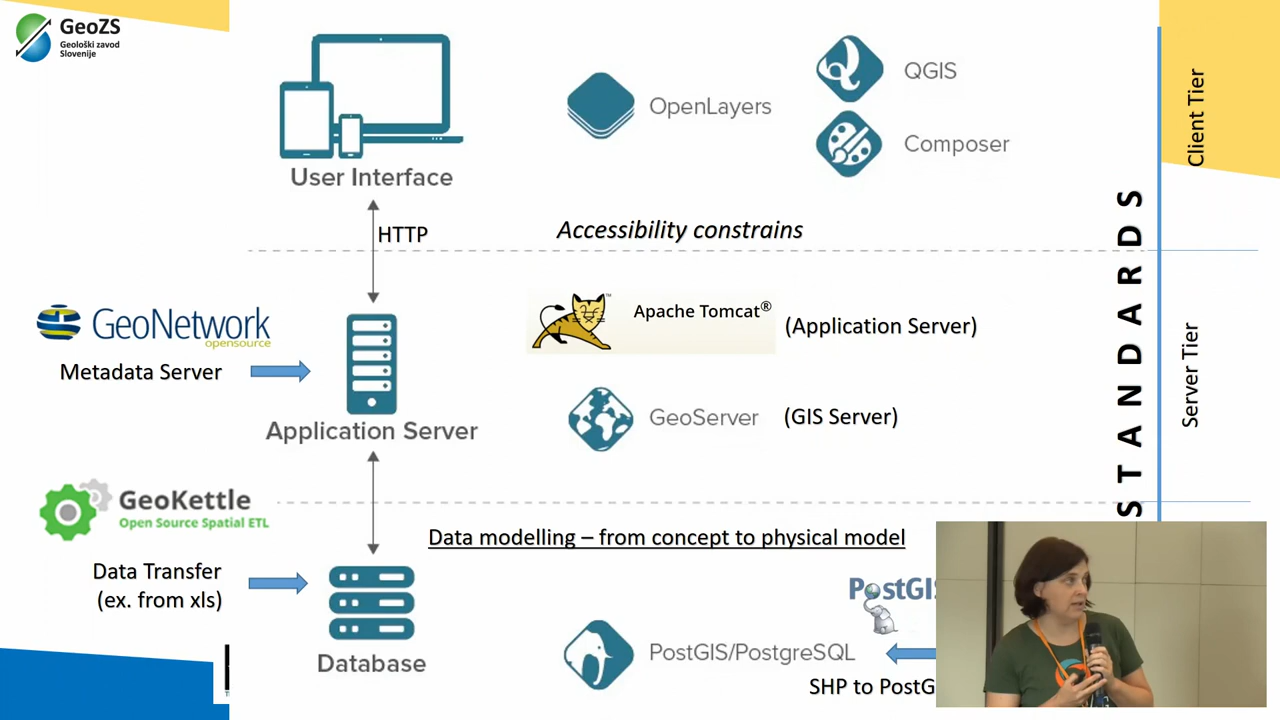 GeoZS
Geološki zavod
Slovenije
OpenLayers
QGIS
Composer
User Interface
HTTP
Accessibility constrains
Client Tier
STANDARDS
GeoNetwork
opensource
Metadata Server
Application Server
Apache Tomcat®
(Application Server)
GeoServer
(GIS Server)
Server Tier
GeoKettle
Open Source Spatial ETL
Data modelling – from concept to physical model
Data Transfer
(ex. from xls)
Database
PostGIS
PostGIS/PostgreSQL
SHP to PostG